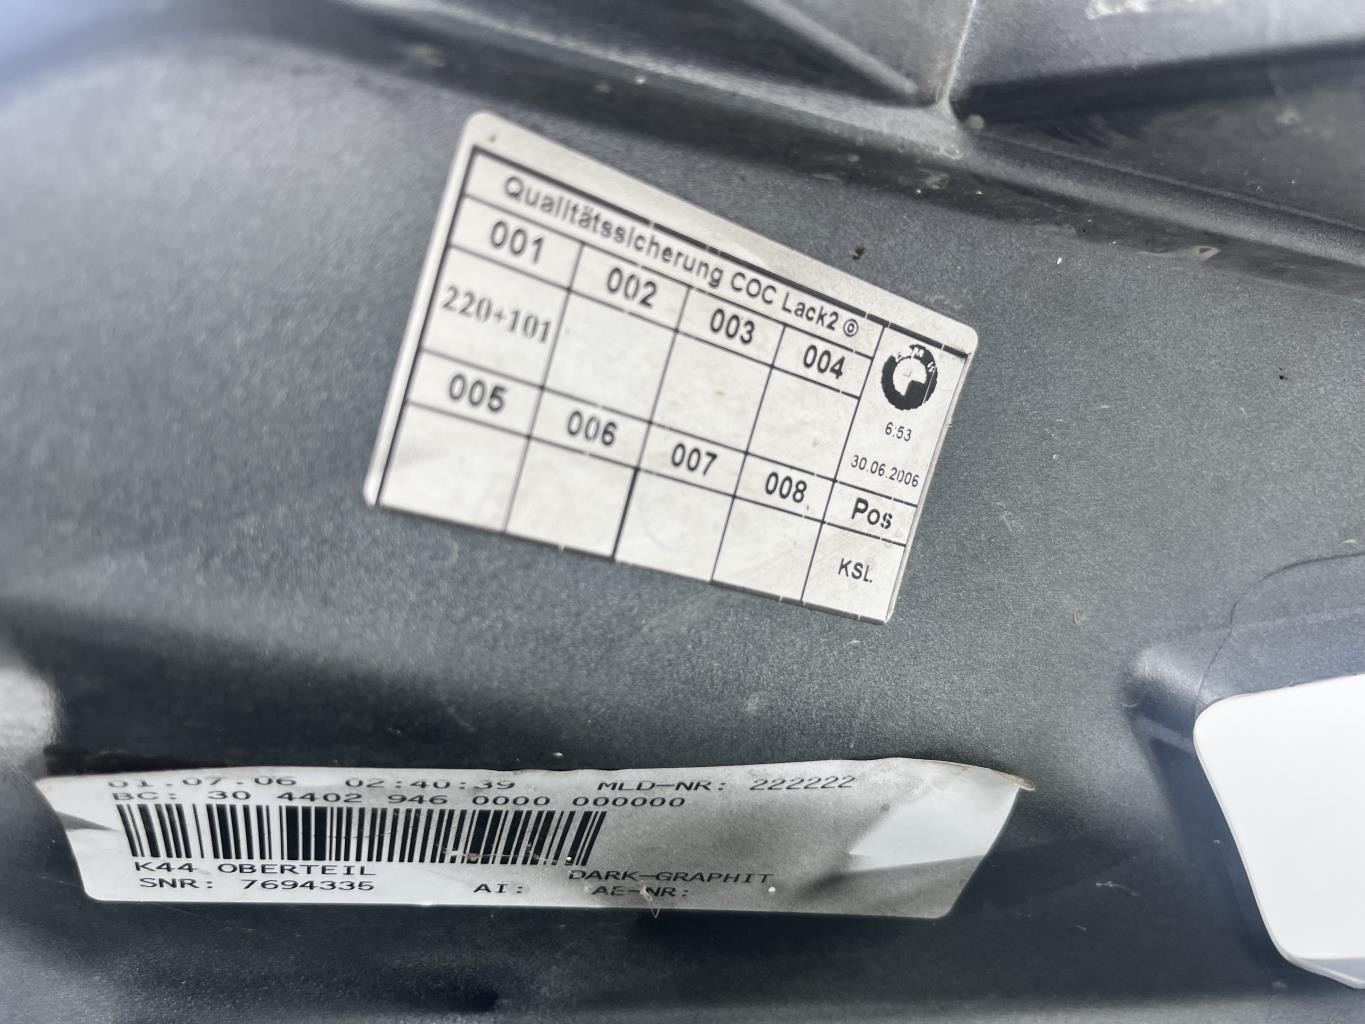 Qualitätssicherung COC Lack2 ©
001 002 003 004
220+101
6:53
30.06.2006
005 006 007 008 Pos
KSL
01.07.06 02:40:39 MLD-NR: 222222
BC: 30 4402 946 0000 000000
K44 OBERTEIL DARK-GRAPHIT
SNR: 7694335 AI: AE-NR: